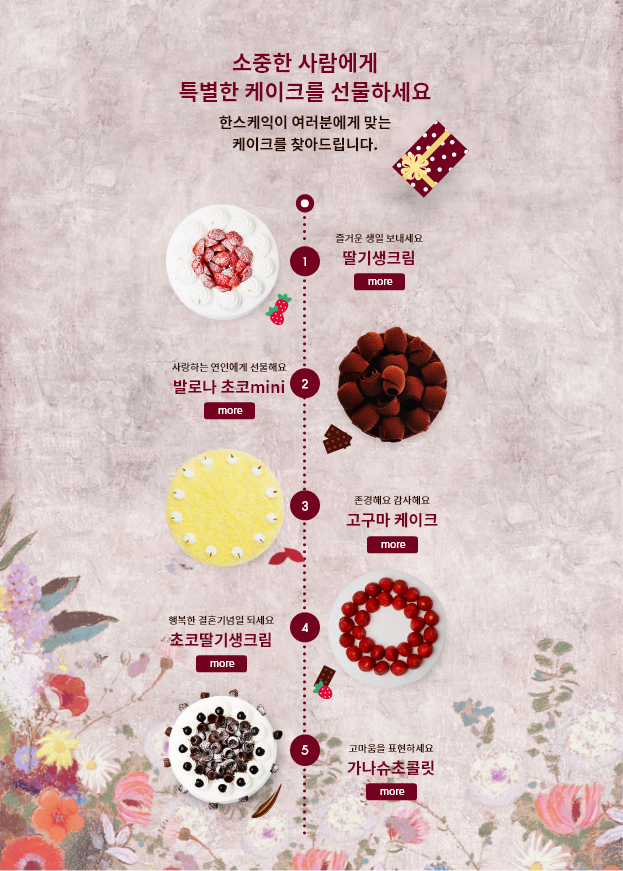 소중한 사람에게
특별한 케이크를 선물하세요
한스케익이 여러분에게 맞는
케이크를 찾아드립니다.
1
즐거운 생일 보내세요
딸기생크림
more
사랑하는 연인에게 선물해요
발로나 초코mini
more
2
3
존경해요 감사해요
고구마 케이크
more
행복한 결혼기념일 되세요
초코딸기생크림
more
4
5
고마움을 표현하세요
가나슈초콜릿
more